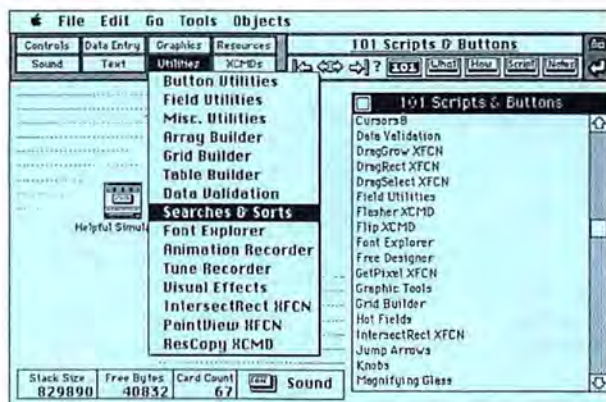 File Edit Go Tools Objects
Controls Data Entry Graphics Resources
Sound Text Utilities XCMDs
101 Scripts & Buttons
? 101 What How Script Notes
Button Utilities
Field Utilities
Misc. Utilities
Array Builder
Grid Builder
Table Builder
Data Validation
Searches & Sorts
Font Explorer
Animation Recorder
Tune Recorder
Visual Effects
IntersectRect XFCN
PaintView XFCN
ResCopy XCMD
Helpful Simula
101 Scripts & Buttons
Cursors8
Data Validation
DragGrow XFCN
DragRect XFCN
DragSelect XFCN
Field Utilities
Flasher XCMD
Flip XCMD
Font Explorer
Free Designer
GetPixel XFCN
Graphic Tools
Grid Builder
Hot Fields
IntersectRect XFCN
Jump Arrows
Knobs
Magnifying Glass
Stack Size Free Bytes Card Count
829890 40832 67
Sound